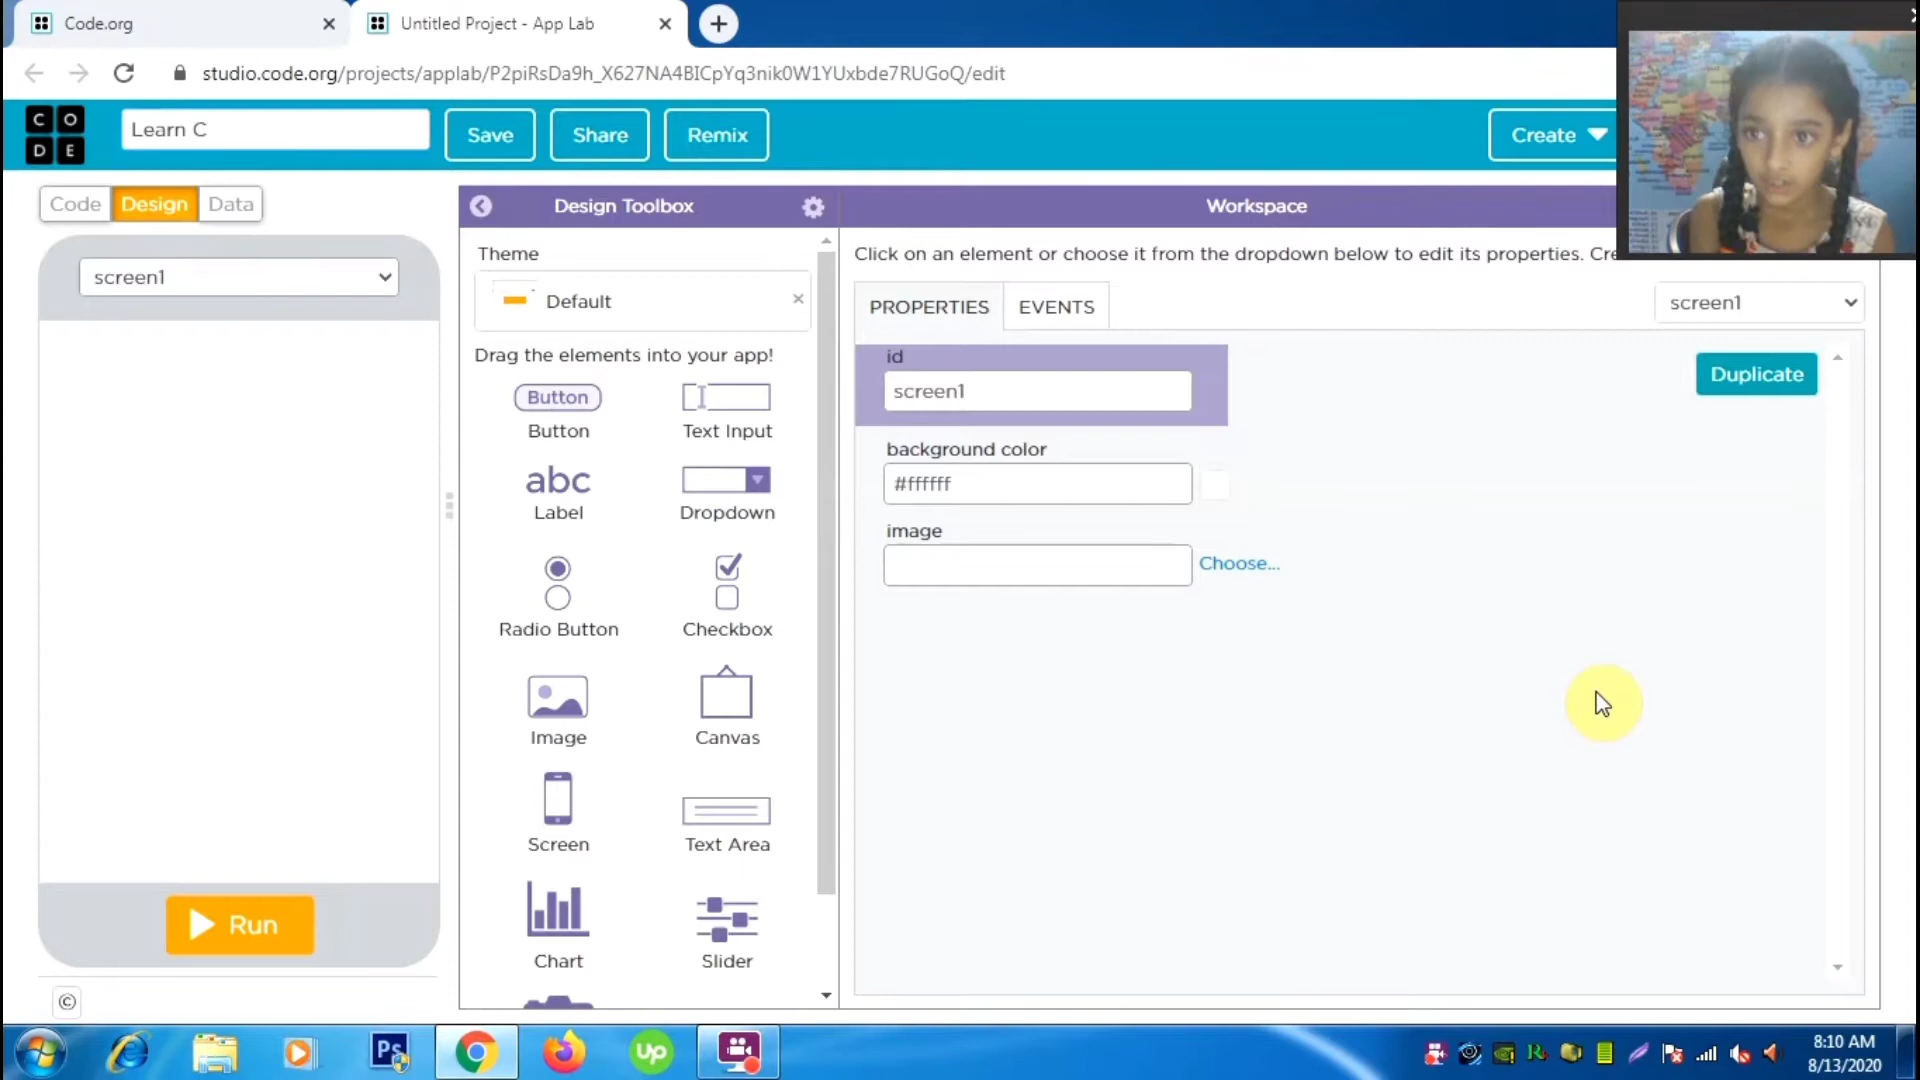 Code.org
Untitled Project - App Lab
studio.code.org/projects/applab/P2piRsDa9h_X627NA4BICpYq3nik0W1YUxbde7RUGoQ/edit
C O
D E
Learn C
Save
Share
Remix
Create
Code
Design
Data
Design Toolbox
Workspace
screen1
Theme
Default
Click on an element or choose it from the dropdown below to edit its properties. Cre
PROPERTIES
EVENTS
screen1
Drag the elements into your app!
id
screen1
Duplicate
Button
Button
Text Input
background color
#ffffff
abc
Label
Dropdown
image
Choose...
Radio Button
Checkbox
Image
Canvas
Screen
Text Area
Chart
Slider
Run
©
Ps
Up
8:10 AM
8/13/2020